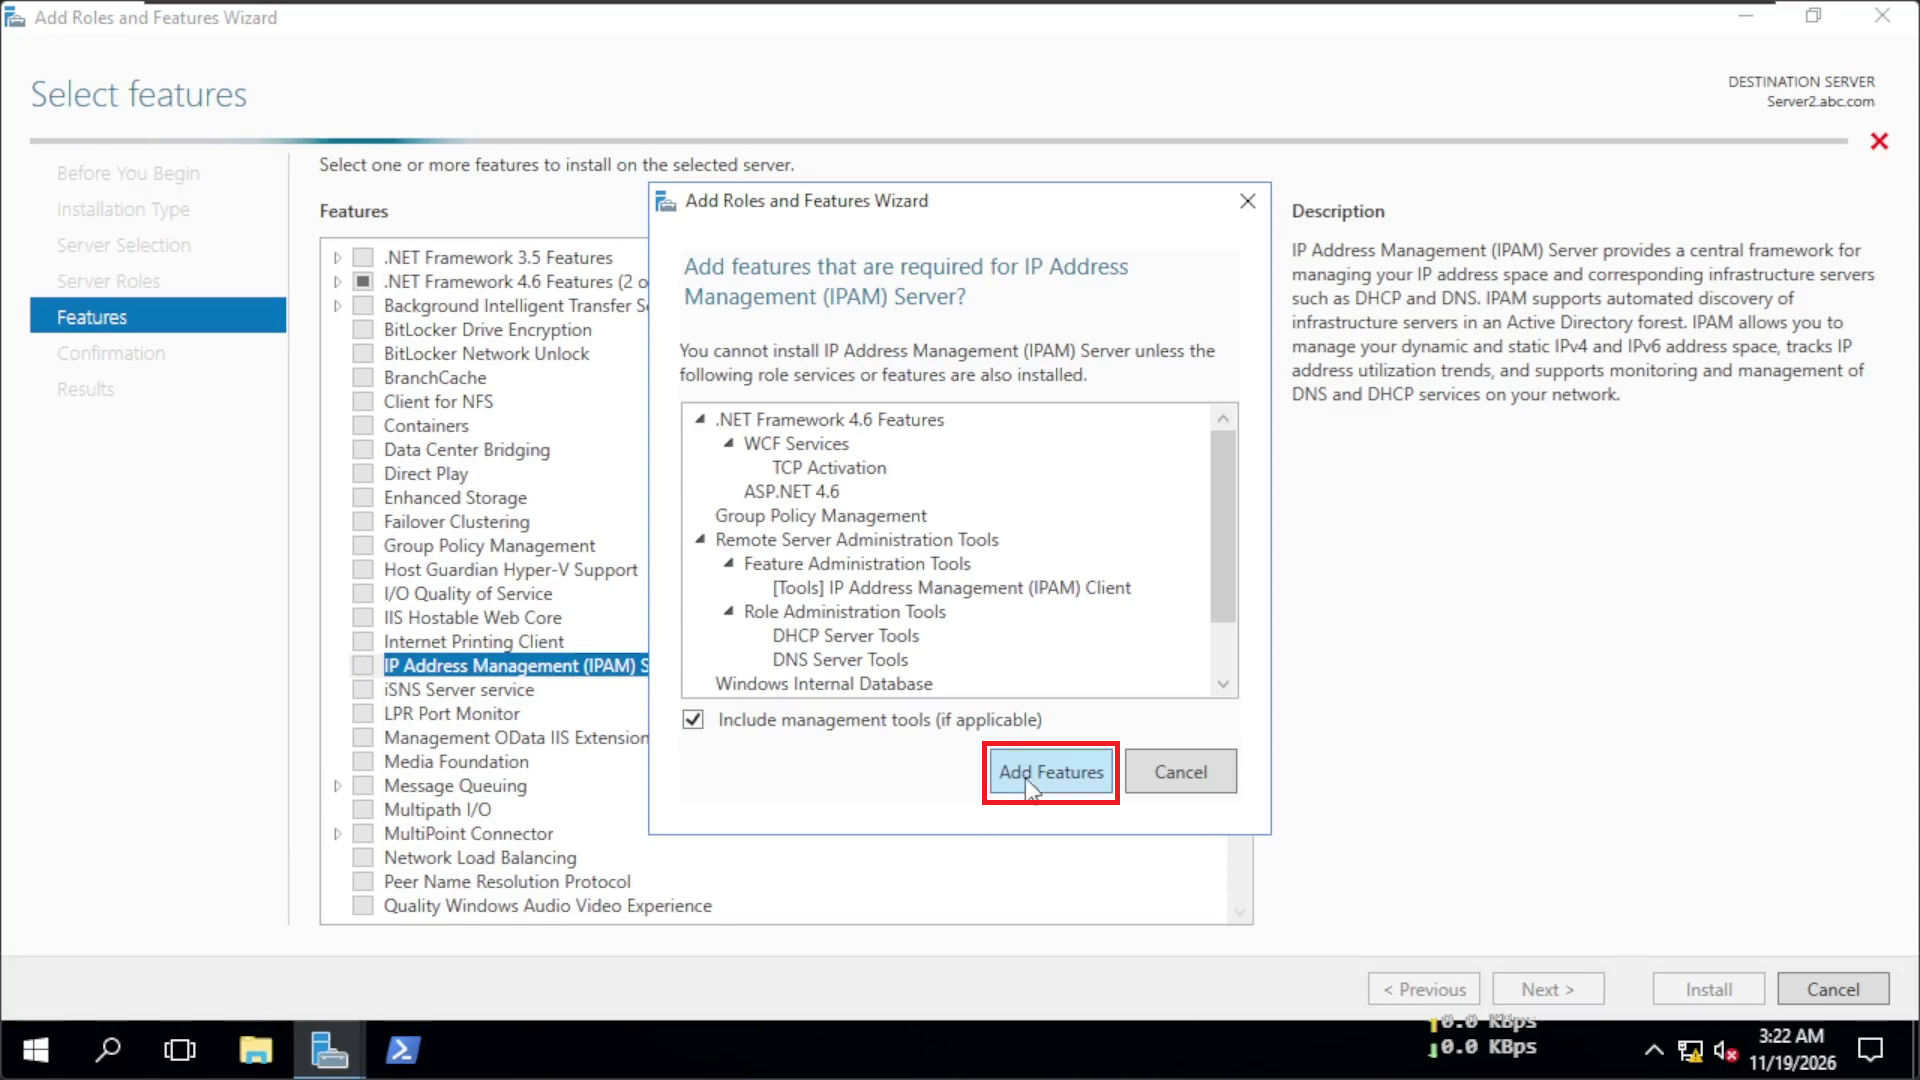 Add Roles and Features Wizard
Select features
DESTINATION SERVER
Server2.abc.com
Before You Begin
Installation Type
Server Selection
Server Roles
Features
Confirmation
Results
Select one or more features to install on the selected server.
Features
.NET Framework 3.5 Features
.NET Framework 4.6 Features (2 o
Background Intelligent Transfer Se
BitLocker Drive Encryption
BitLocker Network Unlock
BranchCache
Client for NFS
Containers
Data Center Bridging
Direct Play
Enhanced Storage
Failover Clustering
Group Policy Management
Host Guardian Hyper-V Support
I/O Quality of Service
IIS Hostable Web Core
Internet Printing Client
IP Address Management (IPAM) S
iSNS Server service
LPR Port Monitor
Management OData IIS Extension
Media Foundation
Message Queuing
Multipath I/O
MultiPoint Connector
Network Load Balancing
Peer Name Resolution Protocol
Quality Windows Audio Video Experience
Add Roles and Features Wizard
Add features that are required for IP Address
Management (IPAM) Server?
You cannot install IP Address Management (IPAM) Server unless the
following role services or features are also installed.
.NET Framework 4.6 Features
WCF Services
TCP Activation
ASP.NET 4.6
Group Policy Management
Remote Server Administration Tools
Feature Administration Tools
[Tools] IP Address Management (IPAM) Client
Role Administration Tools
DHCP Server Tools
DNS Server Tools
Windows Internal Database
Include management tools (if applicable)
Add Features
Cancel
Description
IP Address Management (IPAM) Server provides a central framework for
managing your IP address space and corresponding infrastructure servers
such as DHCP and DNS. IPAM supports automated discovery of
infrastructure servers in an Active Directory forest. IPAM allows you to
manage your dynamic and static IPv4 and IPv6 address space, tracks IP
address utilization trends, and supports monitoring and management of
DNS and DHCP services on your network.
< Previous
Next >
Install
Cancel
0.0 KBps
0.0 KBps
3:22 AM
11/19/2026